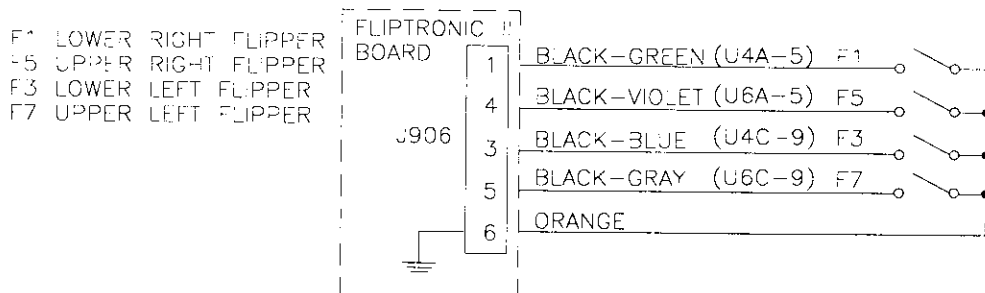 F1 LOWER RIGHT FLIPPER
F5 UPPER RIGHT FLIPPER
F3 LOWER LEFT FLIPPER
F7 UPPER LEFT FLIPPER
FLIPTRONIC II
BOARD
J906
1 BLACK-GREEN (U4A-5) F1
4 BLACK-VIOLET (U6A-5) F5
3 BLACK-BLUE (U4C-9) F3
5 BLACK-GRAY (U6C-9) F7
6 ORANGE